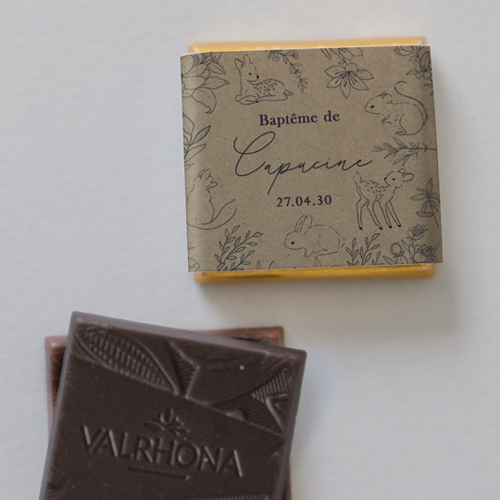 Baptême de
Capucine
27.04.30
VALRHONA